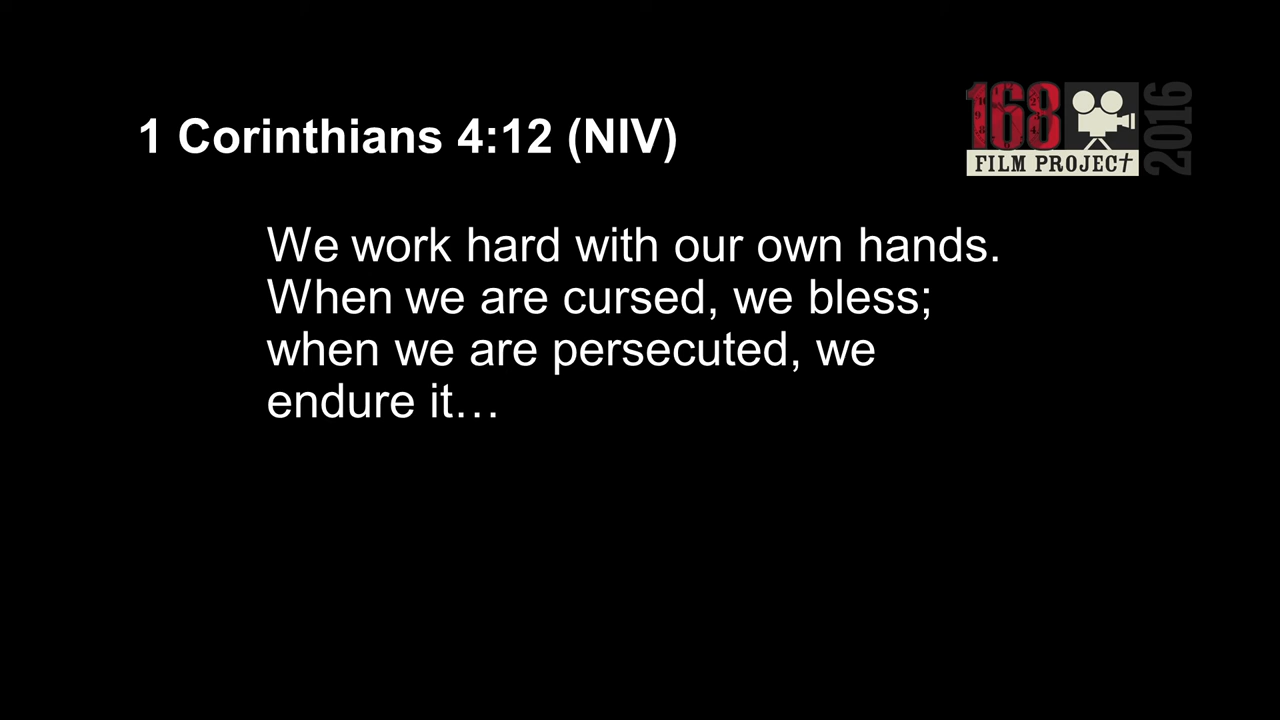 1 Corinthians 4:12 (NIV)
168
FILM PROJECT
2016
We work hard with our own hands.
When we are cursed, we bless;
when we are persecuted, we
endure it…